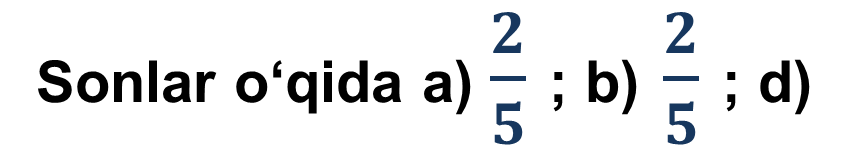 Sonlar o‘qida a) 2/5 ; b) 2/5 ; d)